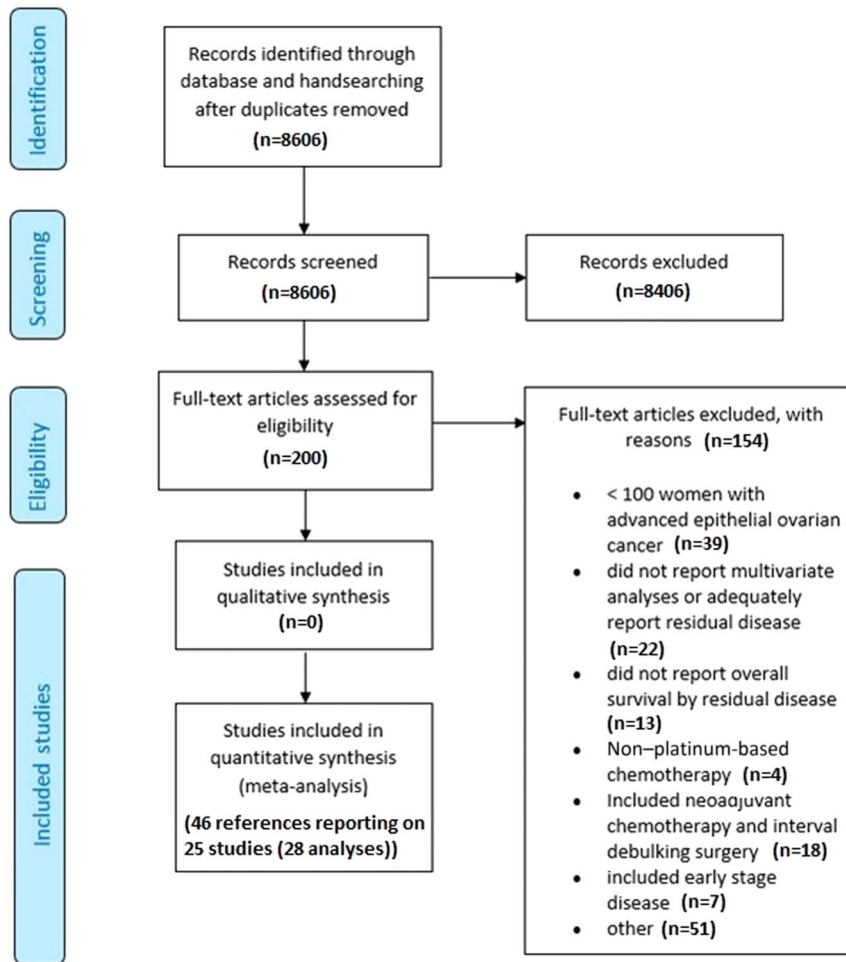 Identification
Records identified through
database and handsearching
after duplicates removed
(n=8606)
Screening
Records screened
(n=8606)
Records excluded
(n=8406)
Eligibility
Full-text articles assessed for
eligibility
(n=200)
Full-text articles excluded, with
reasons (n=154)
• < 100 women with
advanced epithelial ovarian
cancer (n=39)
• did not report multivariate
analyses or adequately
report residual disease
(n=22)
• did not report overall
survival by residual disease
(n=13)
• Non–platinum-based
chemotherapy (n=4)
• Included neoaqjuvant
chemotherapy and interval
debulking surgery (n=18)
• included early stage
disease (n=7)
• other (n=51)
Included studies
Studies included in
qualitative synthesis
(n=0)
Studies included in
quantitative synthesis
(meta-analysis)
(46 references reporting on
25 studies (28 analyses))